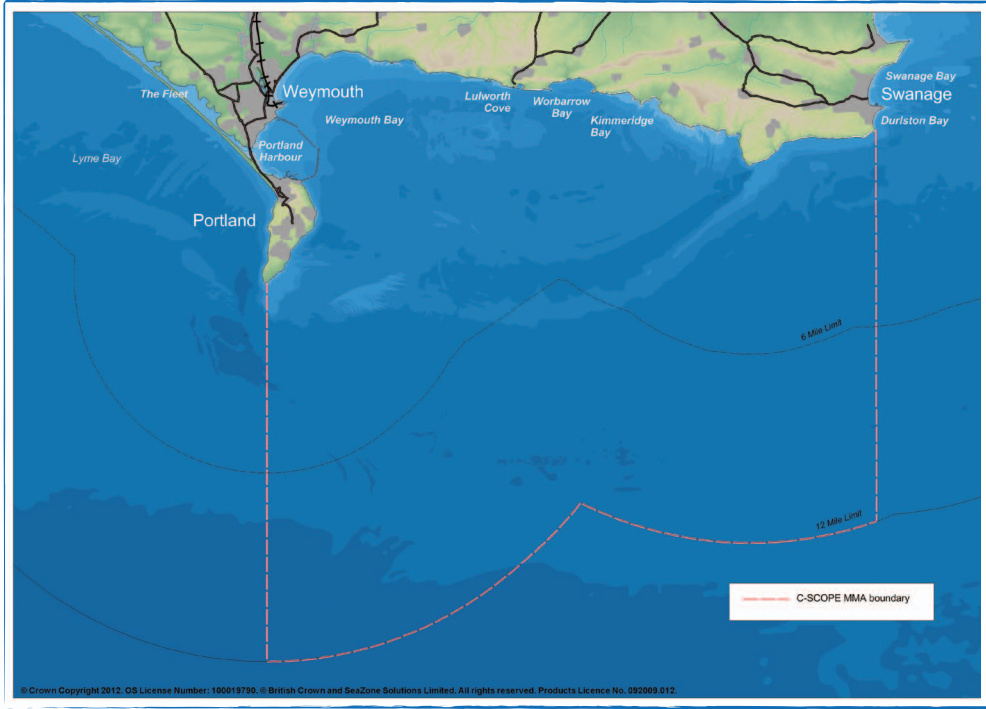 Swanage Bay
Swanage
Durlston Bay
The Fleet
Weymouth
Lulworth
Cove
Worbarrow
Bay
Kimmeridge
Bay
Weymouth Bay
Portland
Harbour
Lyme Bay
Portland
6 Mile Limit
12 Mile Limit
C-SCOPE MMA boundary
© Crown Copyright 2012. OS License Number: 100019790. © British Crown and SeaZone Solutions Limited. All rights reserved. Products Licence No. 092009.012.